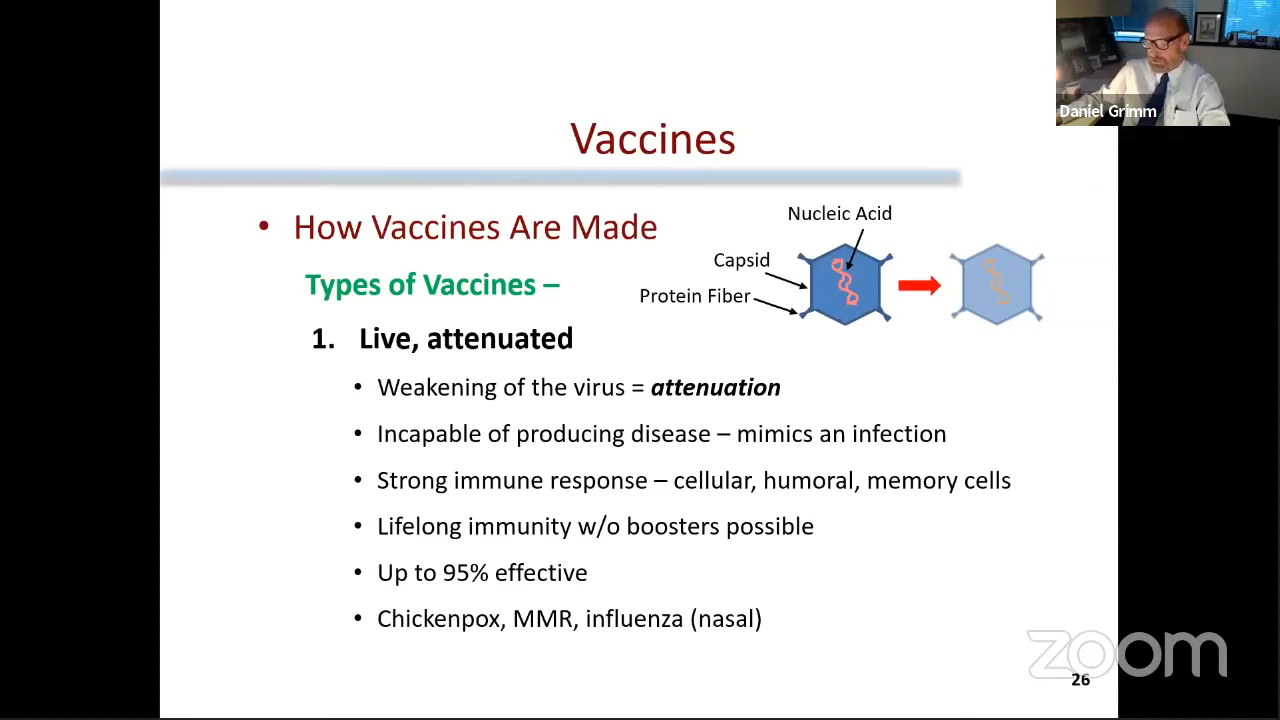 Daniel Grimm
Vaccines
• How Vaccines Are Made
Nucleic Acid
Capsid
Protein Fiber
Types of Vaccines –
1. Live, attenuated
• Weakening of the virus = attenuation
• Incapable of producing disease – mimics an infection
• Strong immune response – cellular, humoral, memory cells
• Lifelong immunity w/o boosters possible
• Up to 95% effective
• Chickenpox, MMR, influenza (nasal)
zoom
26